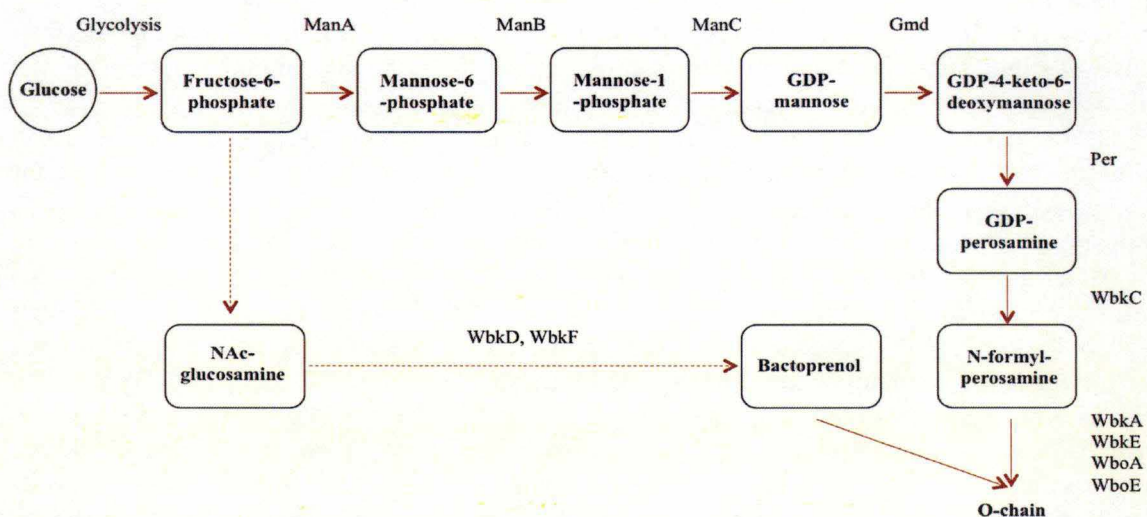 Glycolysis ManA ManB ManC Gmd
Glucose
Fructose-6-
phosphate
Mannose-6
-phosphate
Mannose-1
-phosphate
GDP-
mannose
GDP-4-keto-6-
deoxymannose
Per
GDP-
perosamine
WbkC
NAc-
glucosamine
WbkD, WbkF
Bactoprenol
N-formyl-
perosamine
WbkA
WbkE
WboA
WboE
O-chain